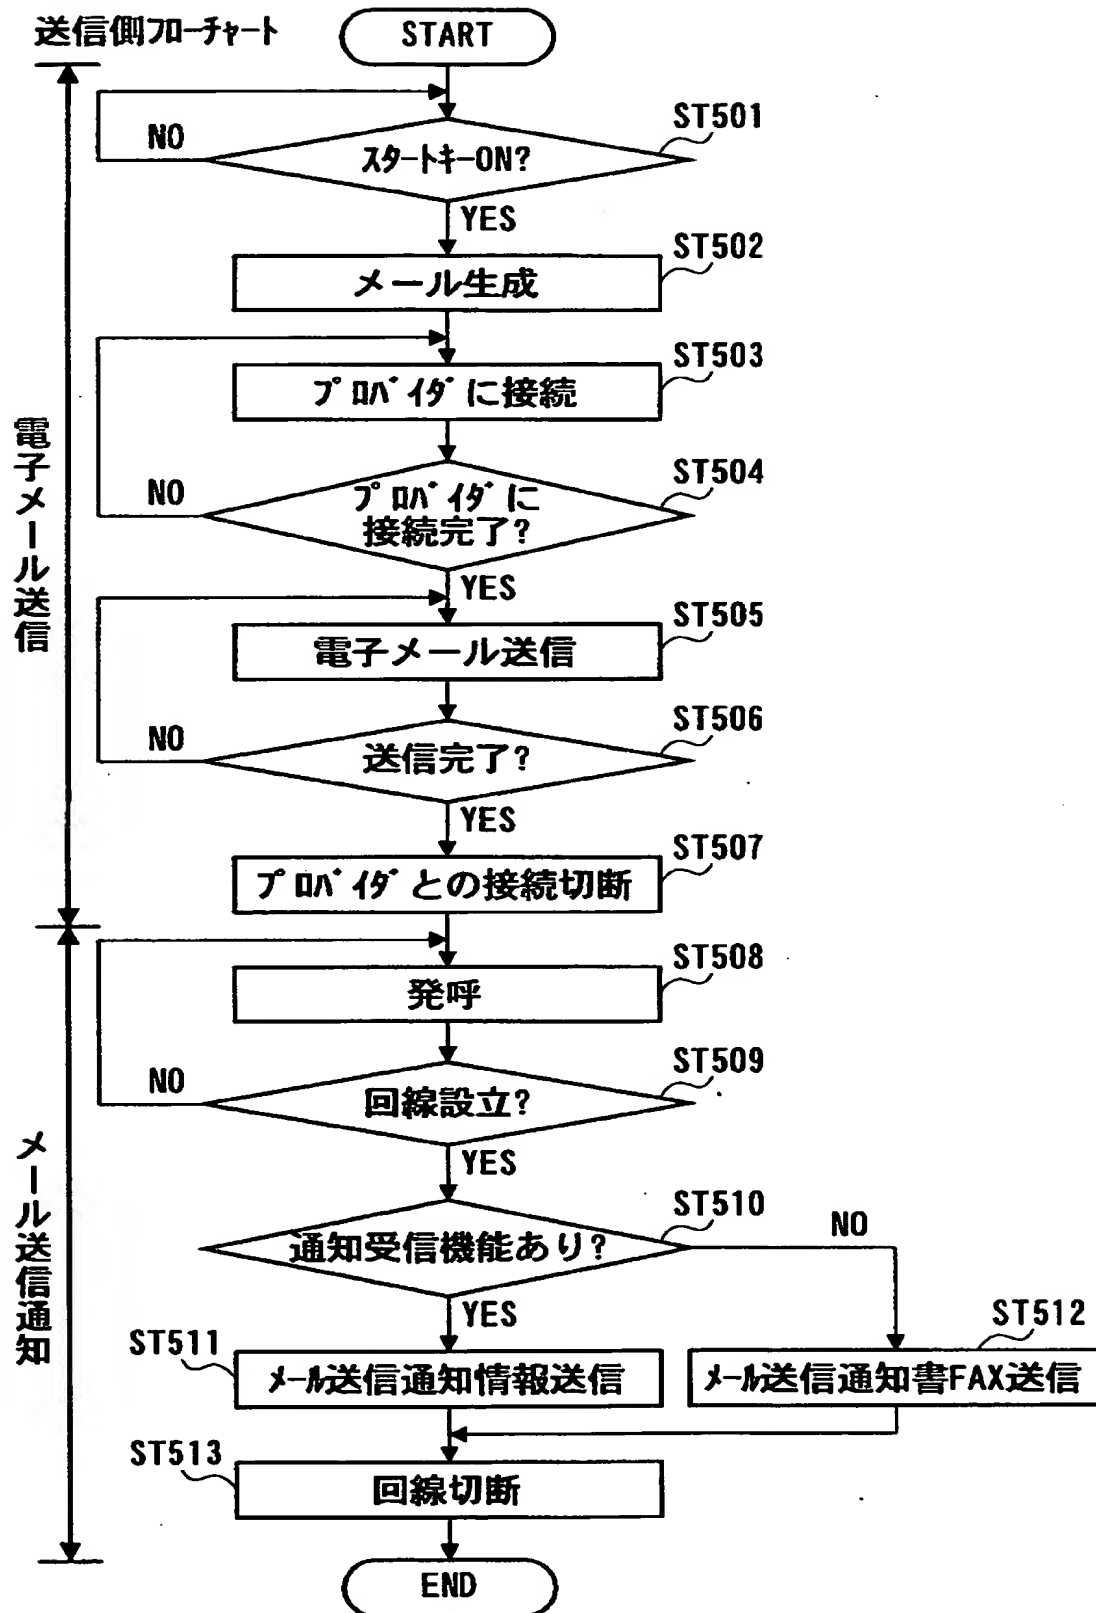 送信側ﾌﾛｰﾁｬｰﾄ
START
ST501
NO
ｽﾀｰﾄｷｰON?
YES
ST502
メール生成
ST503
ﾌﾟﾛﾊﾞｲﾀﾞに接続
ST504
NO
ﾌﾟﾛﾊﾞｲﾀﾞに
接続完了?
YES
ST505
電子メール送信
ST506
NO
送信完了?
YES
ST507
ﾌﾟﾛﾊﾞｲﾀﾞとの接続切断
電子メール送信
ST508
発呼
ST509
NO
回線設立?
YES
ST510
通知受信機能あり?
NO
YES
ST511
ﾒｰﾙ送信通知情報送信
ST512
ﾒｰﾙ送信通知書FAX送信
ST513
回線切断
メール送信通知
END